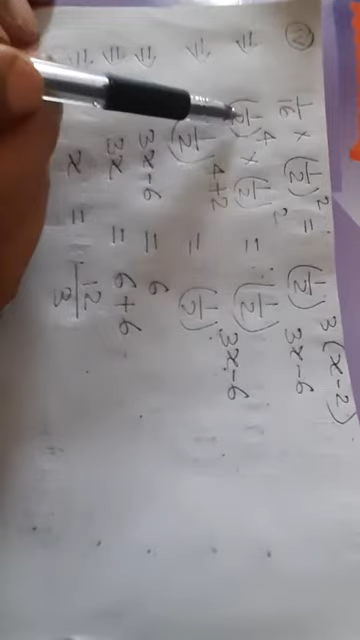 (iv) 1/16 × (1/2)² = (1/2)³⁽ˣ⁻²⁾
⇒ (1/2)⁴ × (1/2)² = (1/2)³ˣ⁻⁶
⇒ (1/2)⁴⁺² = (1/2)³ˣ⁻⁶
⇒ 3x-6 = 6
⇒ 3x = 6+6
⇒ x = 12/3